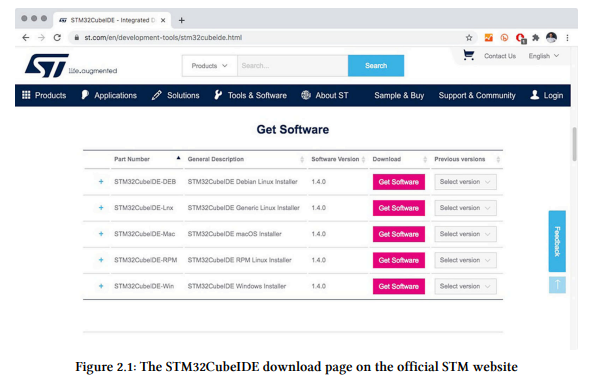 STM32CubeIDE - Integrated D
st.com/en/development-tools/stm32cubeide.html
ST life.augmented
Products Search... Search
Contact Us English
Products Applications Solutions Tools & Software About ST Sample & Buy Support & Community Login
Get Software
Part Number General Description Software Version Download Previous versions
+ STM32CubeIDE-DEB STM32CubeIDE Debian Linux Installer 1.4.0 Get Software Select version
+ STM32CubeIDE-Lnx STM32CubeIDE Generic Linux Installer 1.4.0 Get Software Select version
+ STM32CubeIDE-Mac STM32CubeIDE macOS Installer 1.4.0 Get Software Select version
+ STM32CubeIDE-RPM STM32CubeIDE RPM Linux Installer 1.4.0 Get Software Select version
+ STM32CubeIDE-Win STM32CubeIDE Windows Installer 1.4.0 Get Software Select version
Feedback
Figure 2.1: The STM32CubeIDE download page on the official STM website